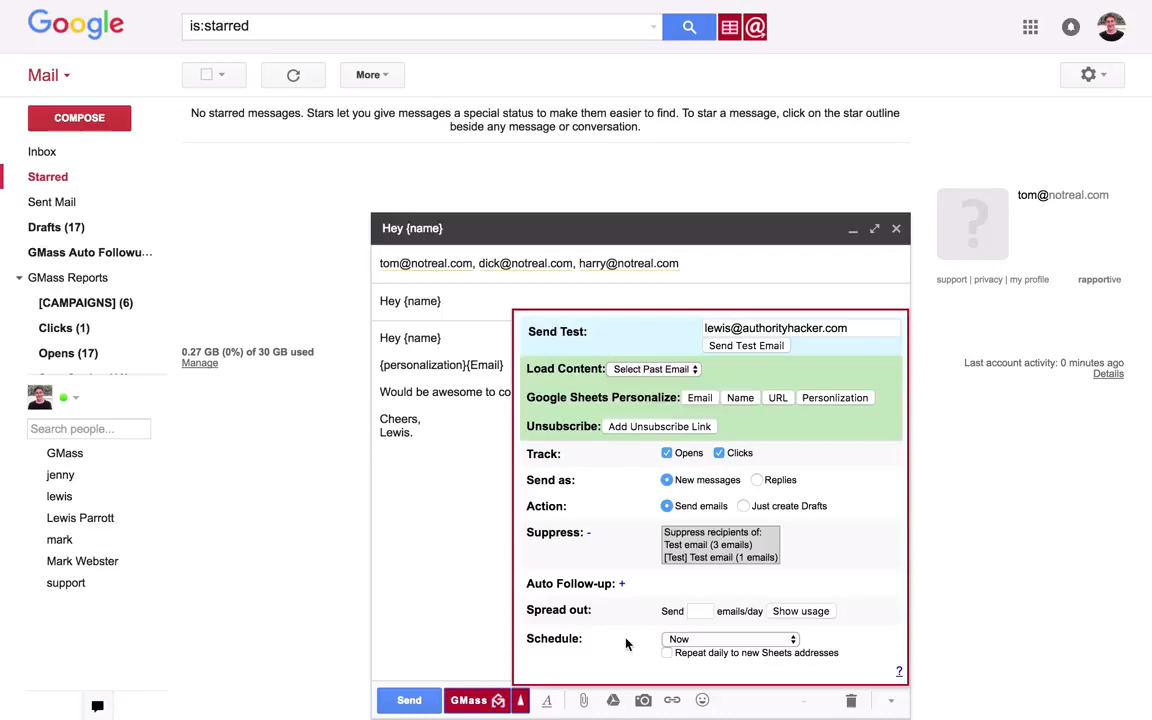 Google
is:starred
Mail
More
No starred messages. Stars let you give messages a special status to make them easier to find. To star a message, click on the star outline
beside any message or conversation.
COMPOSE
Inbox
Starred
Sent Mail
Drafts (17)
GMass Auto Followu...
GMass Reports
[CAMPAIGNS] (6)
Clicks (1)
Opens (17)
0.27 GB (0%) of 30 GB used
Manage
Search people...
GMass
jenny
lewis
Lewis Parrott
mark
Mark Webster
support
Hey {name}
tom@notreal.com, dick@notreal.com, harry@notreal.com
Hey {name}
Hey {name}
{personalization}{Email}
Would be awesome to co
Cheers,
Lewis.
Send Test:
lewis@authorityhacker.com
Send Test Email
Load Content: Select Past Email
Google Sheets Personalize: Email Name URL Personlization
Unsubscribe: Add Unsubscribe Link
Track: Opens Clicks
Send as: New messages Replies
Action: Send emails Just create Drafts
Suppress: -
Suppress recipients of:
Test email (3 emails)
[Test] Test email (1 emails)
Auto Follow-up: +
Spread out: Send emails/day Show usage
Schedule: Now
Repeat daily to new Sheets addresses
?
Send GMass
tom@notreal.com
support | privacy | my profile rapportive
Last account activity: 0 minutes ago
Details